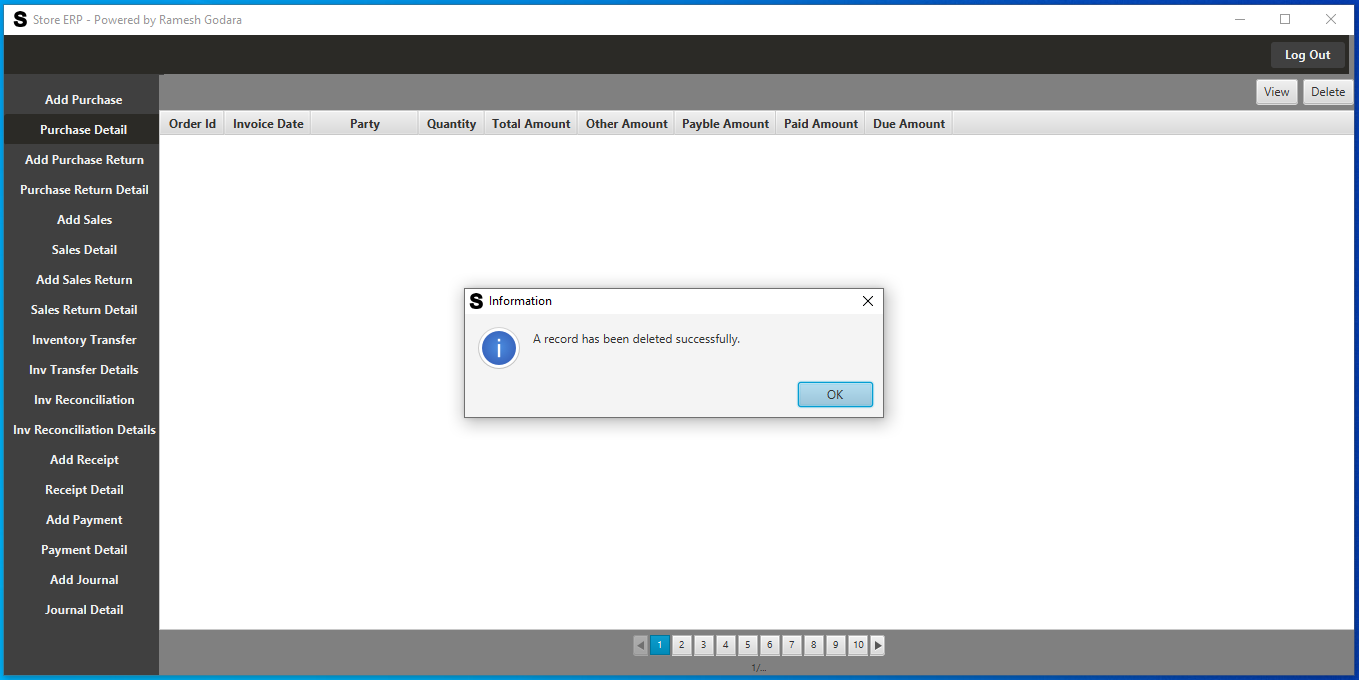 S Store ERP - Powered by Ramesh Godara
Log Out
View Delete
Add Purchase
Purchase Detail
Add Purchase Return
Purchase Return Detail
Add Sales
Sales Detail
Add Sales Return
Sales Return Detail
Inventory Transfer
Inv Transfer Details
Inv Reconciliation
Inv Reconciliation Details
Add Receipt
Receipt Detail
Add Payment
Payment Detail
Add Journal
Journal Detail
Order Id Invoice Date Party Quantity Total Amount Other Amount Payble Amount Paid Amount Due Amount
S Information
i
A record has been deleted successfully.
OK
1 2 3 4 5 6 7 8 9 10
1/...